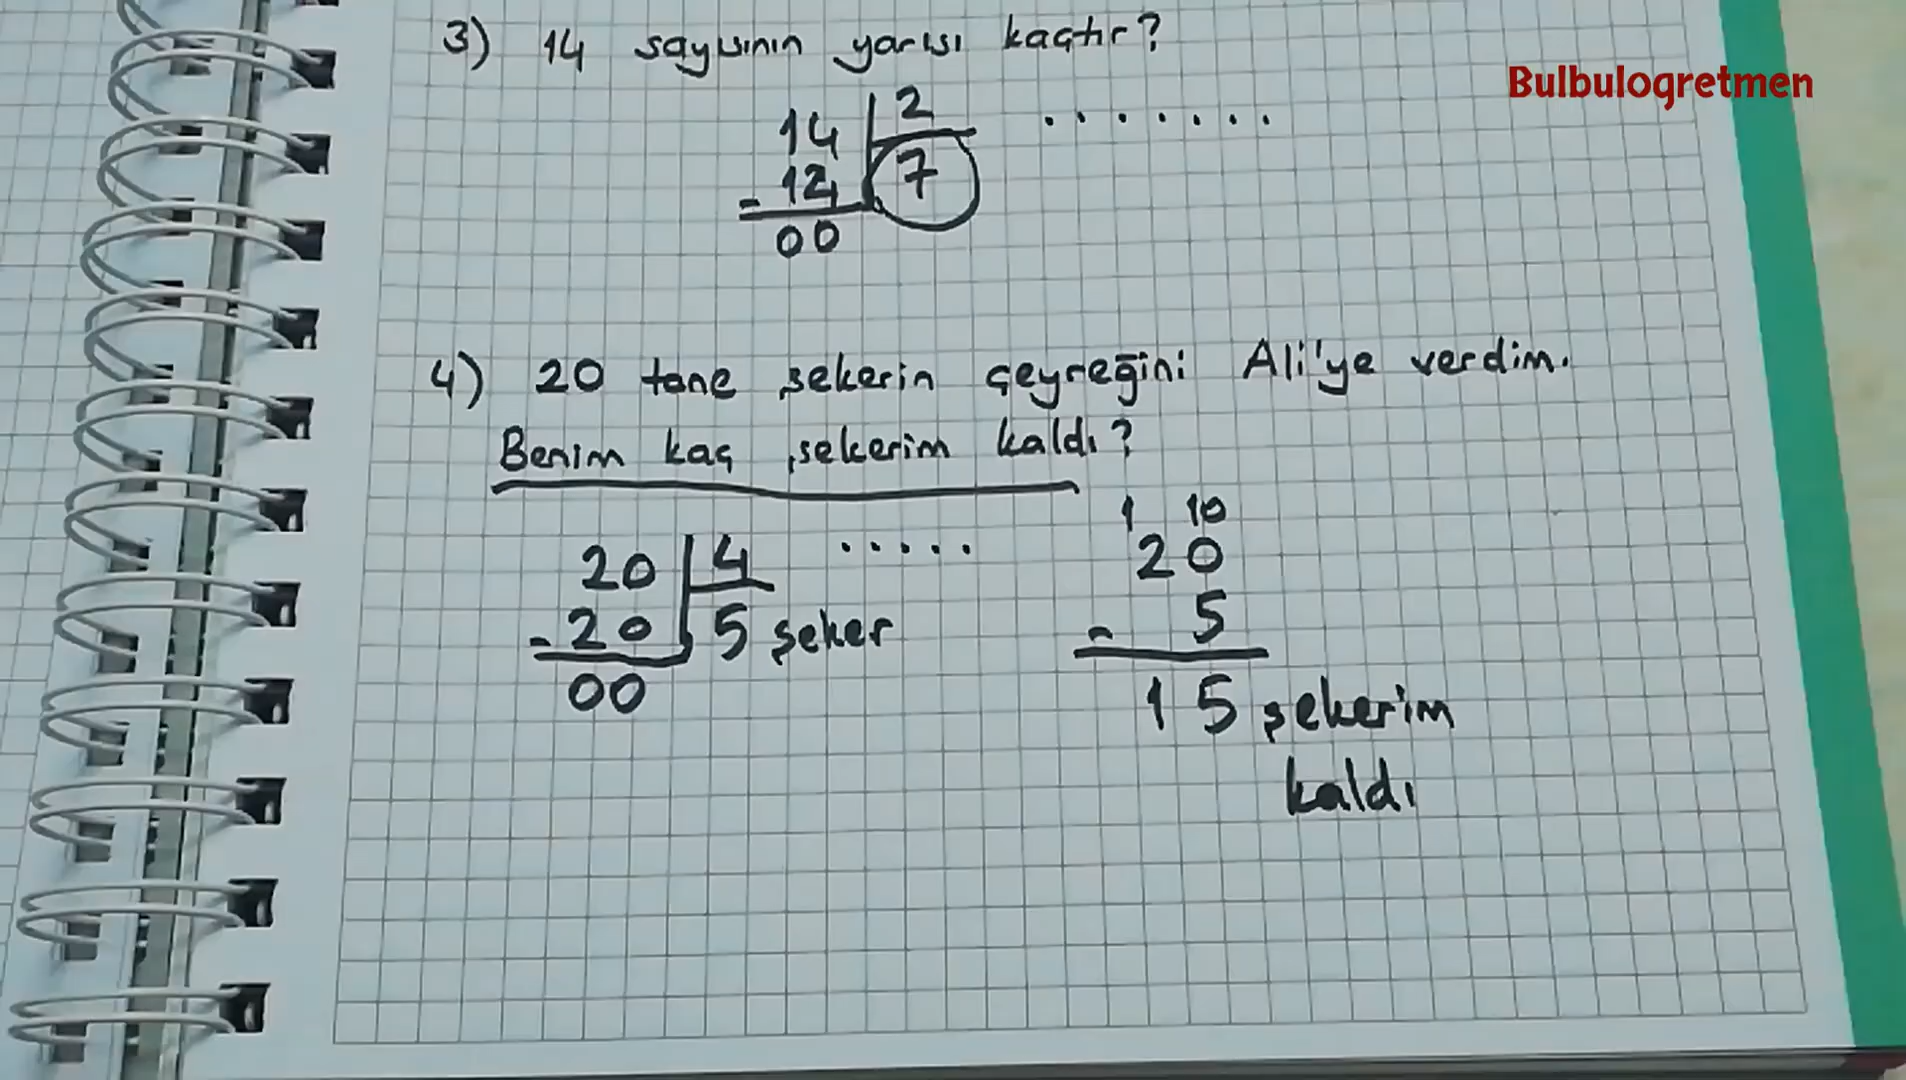 3) 14 sayısının yarısı kaçtır?
Bulbulogretmen
14 2 . . . . . . .
- 14 7
00
4) 20 tane şekerin çeyreğini Ali'ye verdim.
Benim kaç şekerim kaldı?
20 4 . . . . .
- 20 5 şeker
00
1 10
20
- 5
15 şekerim
kaldı